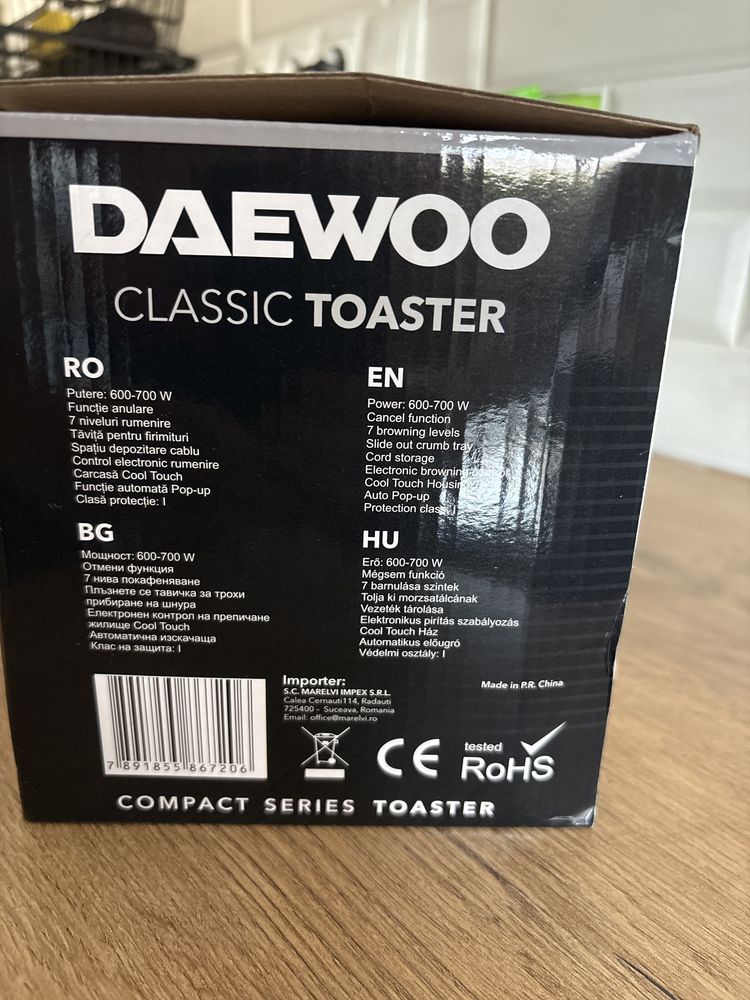 DAEWOO
CLASSIC TOASTER
RO
Putere: 600-700 W
Funcție anulare
7 niveluri rumenire
Tăviță pentru firimituri
Spațiu depozitare cablu
Control electronic rumenire
Carcasă Cool Touch
Funcție automată Pop-up
Clasă protecție: I
EN
Power: 600-700 W
Cancel function
7 browning levels
Slide out crumb tray
Cord storage
Electronic browning control
Cool Touch Housing
Auto Pop-up
Protection class: I
BG
Мощност: 600-700 W
Отмени функция
7 нива покафеняване
Плъзнете се тавичка за трохи
прибиране на шнура
Електронен контрол на препичане
жилище Cool Touch
Автоматична изскачаща
Клас на защита: I
HU
Erő: 600-700 W
Mégsem funkció
7 barnulása szintek
Tolja ki morzsatálcának
Vezeték tárolása
Elektronikus pirítás szabályozás
Cool Touch Ház
Automatikus előugró
Védelmi osztály: I
7 891855 867206
Importer:
S.C. MARELVI IMPEX S.R.L.
Calea Cernauti114, Radauti
725400 - Suceava, Romania
Email: office@marelvi.ro
Made in P.R. China
CE
tested
RoHS
COMPACT SERIES TOASTER